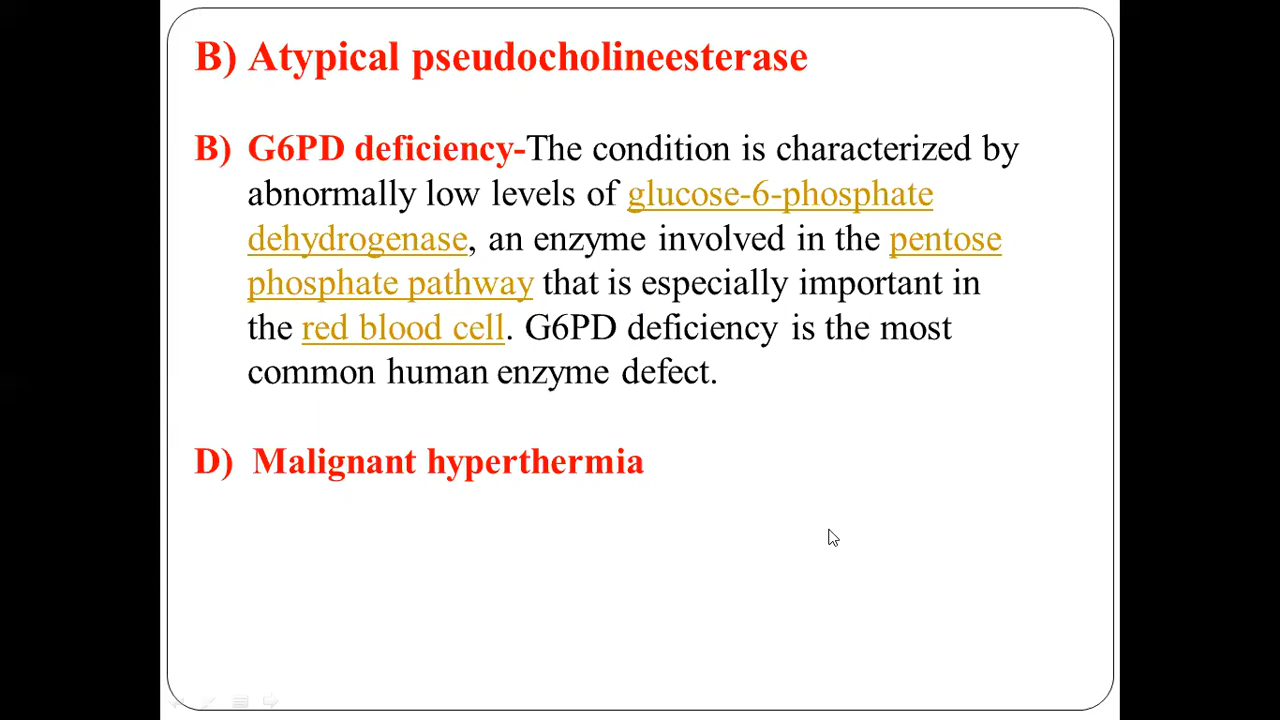 B) Atypical pseudocholineesterase
B) G6PD deficiency-The condition is characterized by
abnormally low levels of glucose-6-phosphate
dehydrogenase, an enzyme involved in the pentose
phosphate pathway that is especially important in
the red blood cell. G6PD deficiency is the most
common human enzyme defect.
D) Malignant hyperthermia